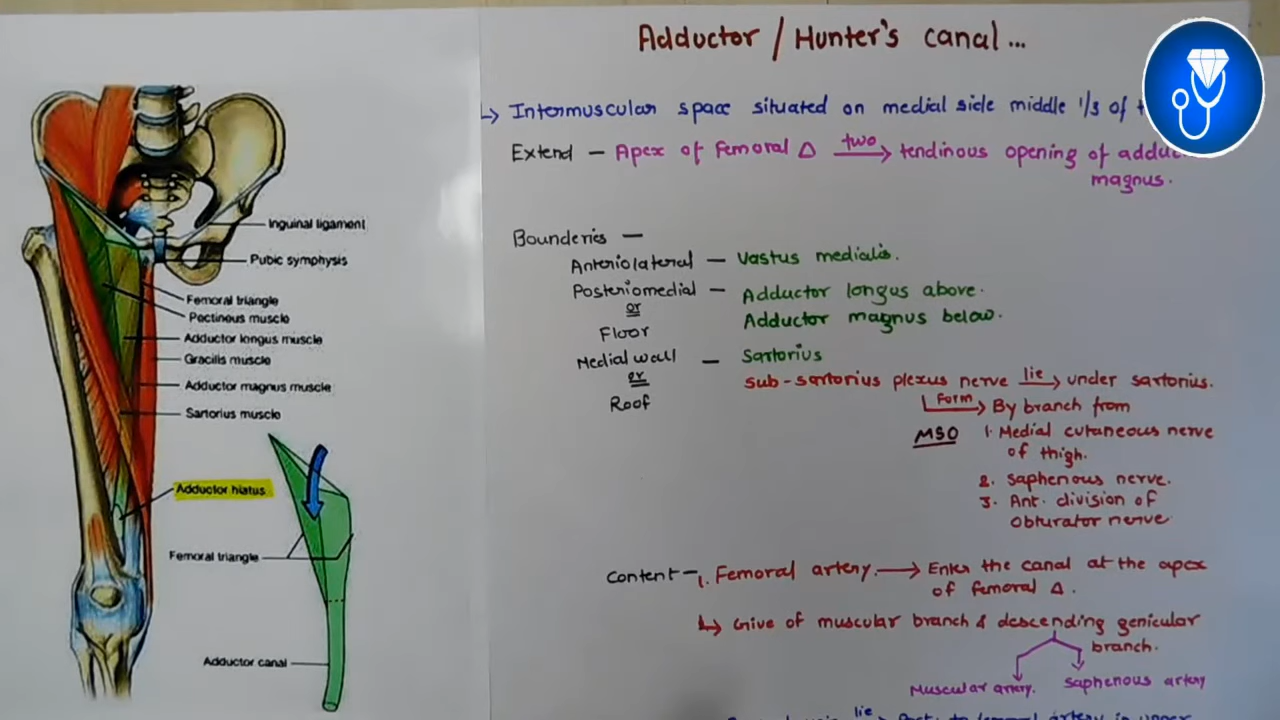 Adductor / Hunter's canal...
↳ Intermuscular space situated on medial side middle 1/3 of
Extend – Apex of Femoral Δ two → tendinous opening of
magnus.
Bounderies –
Anteriolateral – Vastus medialis.
Posteriomedial – Adductor longus above.
or
Adductor magnus below.
Floor
Medial wall – Sartorius
or
Roof
sub-sartorius plexus nerve lie → under sartorius.
Form → By branch from
MSO 1. Medial cutaneous nerve
of thigh.
2. Saphenous nerve.
3. Ant. division of
obturator nerve
Content – 1. Femoral artery. → Enter the canal at the apex
of femoral Δ.
↳ Give of muscular branch & descending genicular
branch.
Muscular artery. Saphenous artery
lie
Inguinal ligament
Pubic symphysis
Femoral triangle
Pectineus muscle
Adductor longus muscle
Gracilis muscle
Adductor magnus muscle
Sartorius muscle
Adductor hiatus
Femoral triangle
Adductor canal